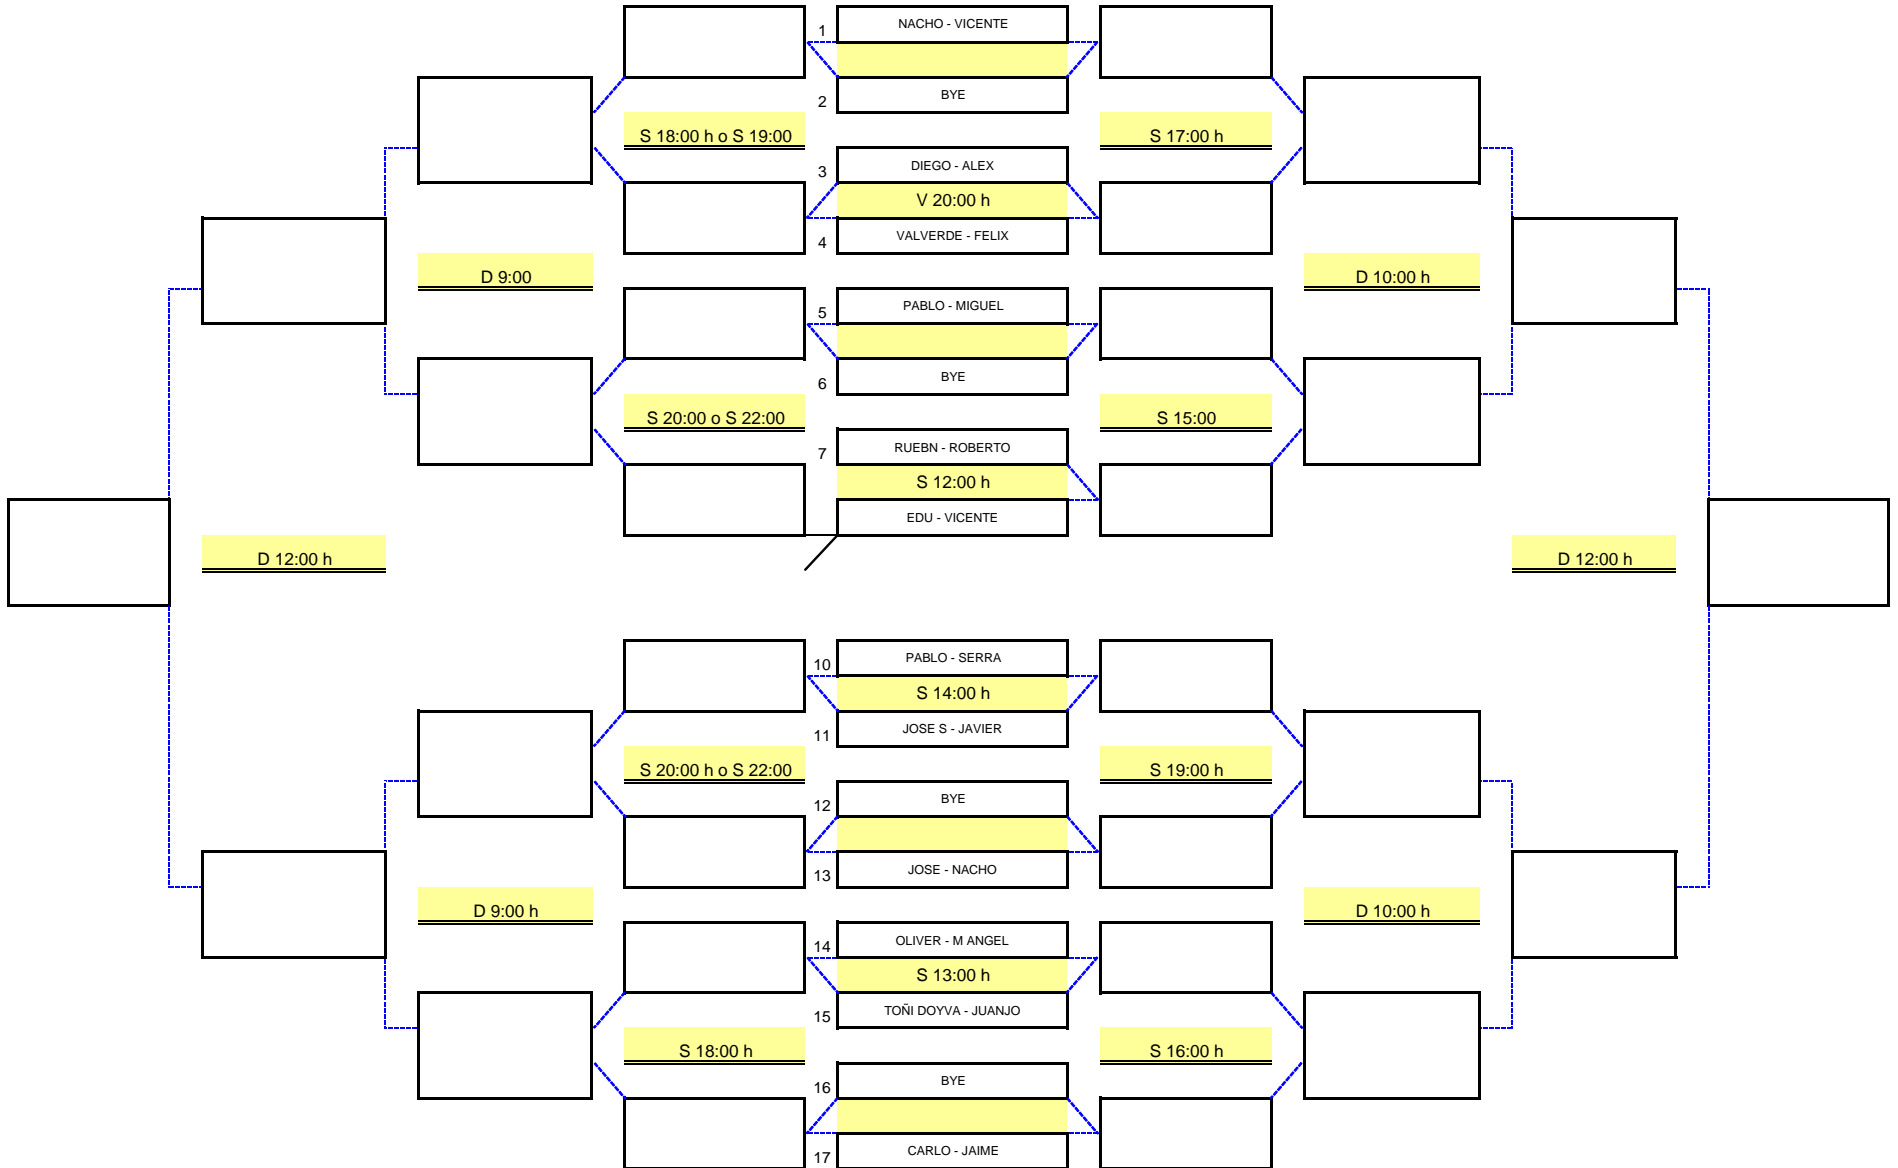 1 NACHO - VICENTE
2 BYE
S 18:00 h o S 19:00
S 17:00 h
3 DIEGO - ALEX
V 20:00 h
4 VALVERDE - FELIX
D 9:00
D 10:00 h
5 PABLO - MIGUEL
6 BYE
S 20:00 o S 22:00
S 15:00
7 RUEBN - ROBERTO
S 12:00 h
EDU - VICENTE
D 12:00 h
D 12:00 h
10 PABLO - SERRA
S 14:00 h
11 JOSE S - JAVIER
S 20:00 h o S 22:00
S 19:00 h
12 BYE
13 JOSE - NACHO
D 9:00 h
D 10:00 h
14 OLIVER - M ANGEL
S 13:00 h
15 TOÑI DOYVA - JUANJO
S 18:00 h
S 16:00 h
16 BYE
17 CARLO - JAIME